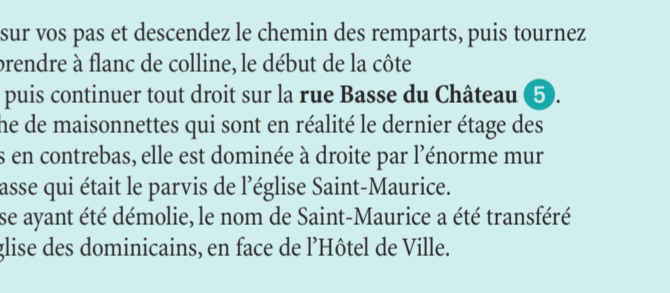 sur vos pas et descendez le chemin des remparts, puis tournez
prendre à flanc de colline, le début de la côte
puis continuer tout droit sur la rue Basse du Château 5.
de maisonnettes qui sont en réalité le dernier étage des
en contrebas, elle est dominée à droite par l'énorme mur
qui était le parvis de l'église Saint-Maurice.
ayant été démolie, le nom de Saint-Maurice a été transféré
des dominicains, en face de l'Hôtel de Ville.